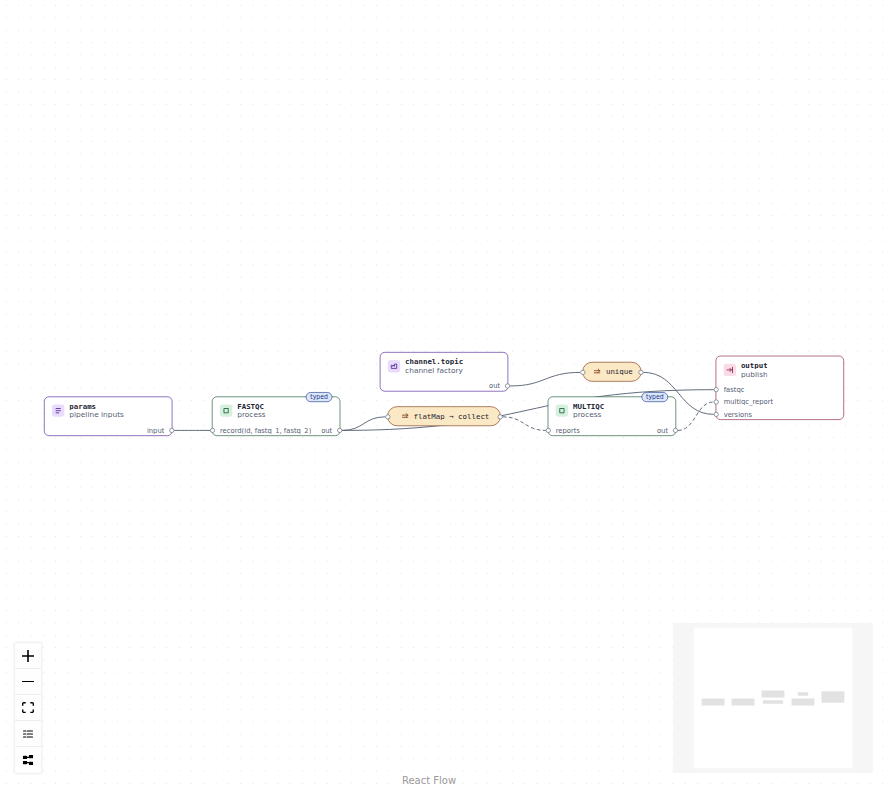 params
pipeline inputs
input
typed
FASTQC
process
record(id, fastq_1, fastq_2)
out
channel.topic
channel factory
out
flatMap → collect
unique
typed
MULTIQC
process
reports
out
output
publish
fastqc
multiqc_report
versions
React Flow